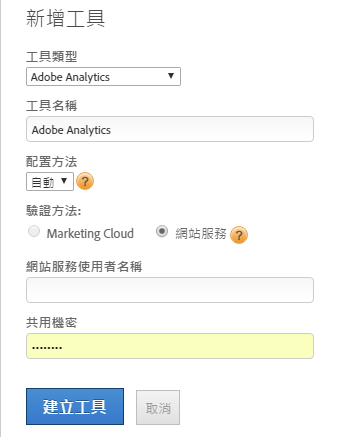 新增工具
工具類型
Adobe Analytics
工具名稱
Adobe Analytics
配置方法
自動
?
驗證方法:
Marketing Cloud 網站服務 ?
網站服務使用者名稱
共用機密
••••••••
建立工具 取消